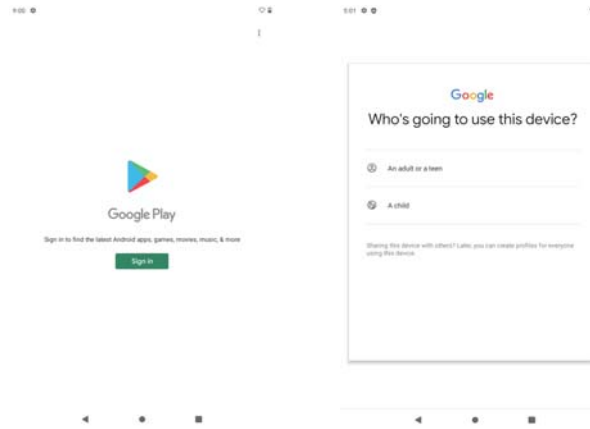 9:00
Google Play
Sign in to find the latest Android apps, games, movies, music, & more
Sign in
5:01
Google
Who's going to use this device?
An adult or a teen
A child
Sharing this device with others? Later, you can create profiles for everyone
using this device.